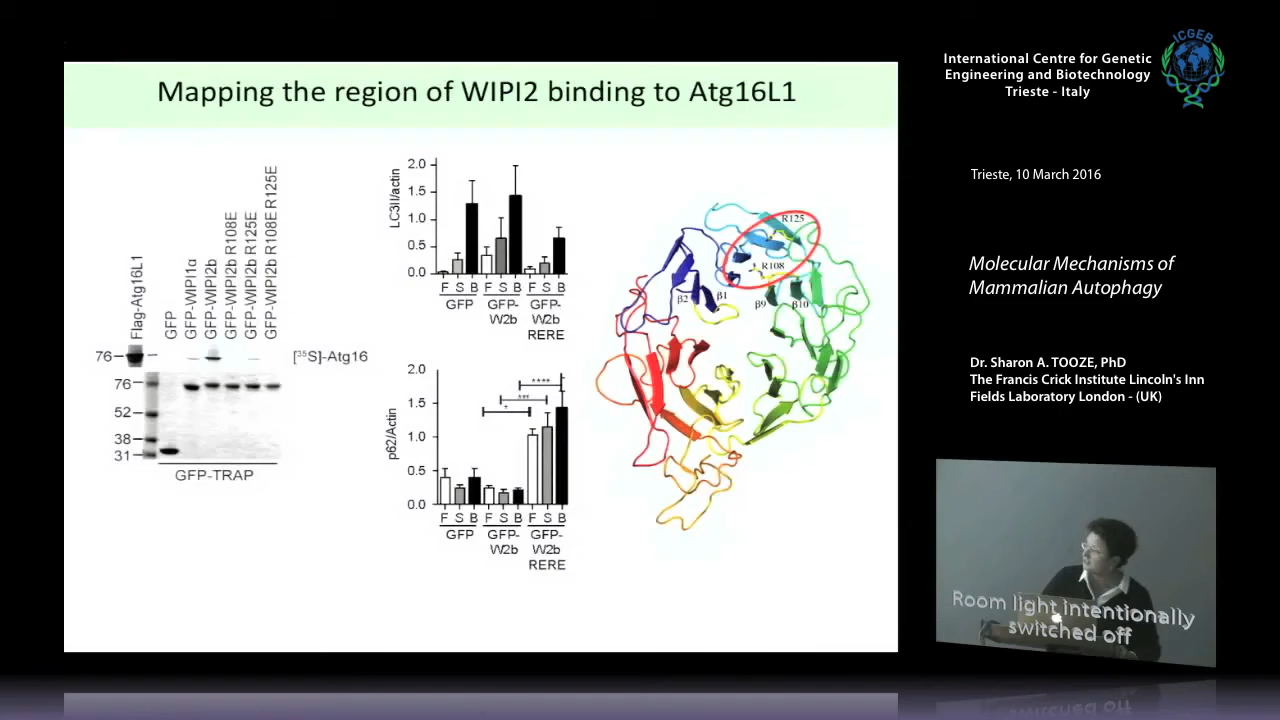 Mapping the region of WIPI2 binding to Atg16L1
Flag-Atg16L1
GFP
GFP-WIPI1α
GFP-WIPI2b
GFP-WIPI2b R108E
GFP-WIPI2b R125E
GFP-WIPI2b R108E R125E
76
[³⁵S]-Atg16
76
52
38
31
GFP-TRAP
LC3II/actin
2.0
1.5
1.0
0.5
0.0
F S B F S B F S B
GFP GFP-W2b GFP-W2b RERE
p62/Actin
2.0
1.5
1.0
0.5
0.0
*
***
****
F S B F S B F S B
GFP GFP-W2b GFP-W2b RERE
R125
R108
β2
β1
β9
β10
ICGEB
International Centre for Genetic
Engineering and Biotechnology
Trieste - Italy
Trieste, 10 March 2016
Molecular Mechanisms of
Mammalian Autophagy
Dr. Sharon A. TOOZE, PhD
The Francis Crick Institute Lincoln's Inn
Fields Laboratory London - (UK)
Room light intentionally
switched off